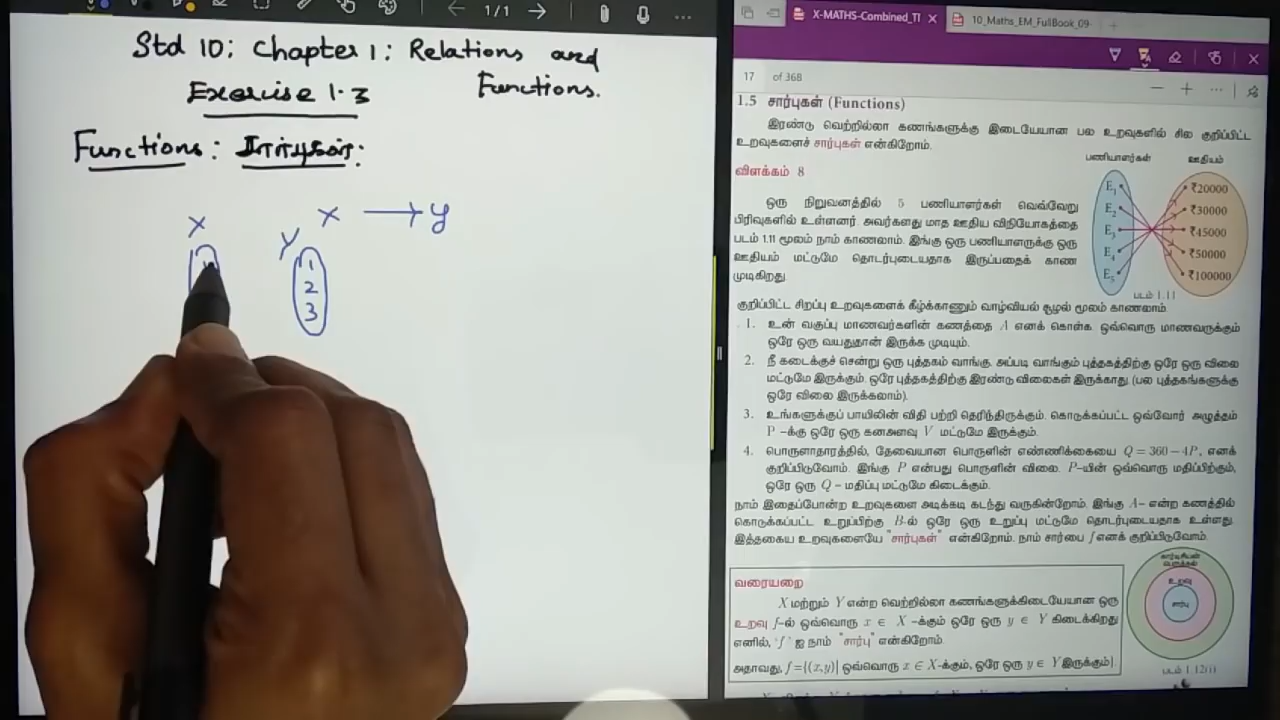 1/1
Std 10: Chapter 1: Relations and
Functions.
Exercise 1.3
Functions: சார்புகள்:
X → y
X
Y
1
2
3
X-MATHS-Combined_TI
10_Maths_EM_FullBook_09-
17 of 368
1.5 சார்புகள் (Functions)
இரண்டு வெற்றில்லா கணங்களுக்கு இடையேயான பல உறவுகளில் சில குறிப்பிட்ட
உறவுகளைச் சார்புகள் என்கிறோம்.
விளக்கம் 8
ஒரு நிறுவனத்தில் 5 பணியாளர்கள் வெவ்வேறு
பிரிவுகளில் உள்ளனர். அவர்களது மாத ஊதிய விநியோகத்தை
படம் 1.11 மூலம் நாம் காணலாம். இங்கு ஒரு பணியாளருக்கு ஒரு
ஊதியம் மட்டுமே தொடர்புடையதாக இருப்பதைக் காண
முடிகிறது.
பணியாளர்கள் ஊதியம்
E1 ₹20000
E2 ₹30000
E3 ₹45000
E4 ₹50000
E5 ₹100000
படம் 1.11
குறிப்பிட்ட சிறப்பு உறவுகளைக் கீழ்க்காணும் வாழ்வியல் சூழல் மூலம் காணலாம்.
1. உன் வகுப்பு மாணவர்களின் கணத்தை A எனக் கொள்க. ஒவ்வொரு மாணவருக்கும்
ஒரே ஒரு வயதுதான் இருக்க முடியும்.
2. நீ கடைக்குச் சென்று ஒரு புத்தகம் வாங்கு. அப்படி வாங்கும் புத்தகத்திற்கு ஒரே ஒரு விலை
மட்டுமே இருக்கும். ஒரே புத்தகத்திற்கு இரண்டு விலைகள் இருக்காது. (பல புத்தகங்களுக்கு
ஒரே விலை இருக்கலாம்).
3. உங்களுக்குப் பாயிலின் விதி பற்றி தெரிந்திருக்கும். கொடுக்கப்பட்ட ஒவ்வோர் அழுத்தம்
P -க்கு ஒரே ஒரு கனஅளவு V மட்டுமே இருக்கும்.
4. பொருளாதாரத்தில், தேவையான பொருளின் எண்ணிக்கையை Q = 360 – 4P, எனக்
குறிப்பிடுவோம். இங்கு P என்பது பொருளின் விலை. P-யின் ஒவ்வொரு மதிப்பிற்கும்,
ஒரே ஒரு Q – மதிப்பு மட்டுமே கிடைக்கும்.
நாம் இதைப்போன்ற உறவுகளை அடிக்கடி கடந்து வருகின்றோம். இங்கு A– என்ற கணத்தில்
கொடுக்கப்பட்ட உறுப்பிற்கு B-ல் ஒரே ஒரு உறுப்பு மட்டுமே தொடர்புடையதாக உள்ளது.
இத்தகைய உறவுகளையே "சார்புகள்" என்கிறோம். நாம் சார்பை f எனக் குறிப்பிடுவோம்.
வரையறை
X மற்றும் Y என்ற வெற்றில்லா கணங்களுக்கிடையேயான ஒரு
உறவு f-ல் ஒவ்வொரு x ∈ X -க்கும் ஒரே ஒரு y ∈ Y கிடைக்கிறது
எனில், 'f' ஐ நாம் "சார்பு" என்கிறோம்.
அதாவது, f ={(x,y)| ஒவ்வொரு x ∈ X-க்கும், ஒரே ஒரு y ∈ Y இருக்கும்}
கார்டீசியன்
உறவு
சார்பு
படம் 1.12(i)